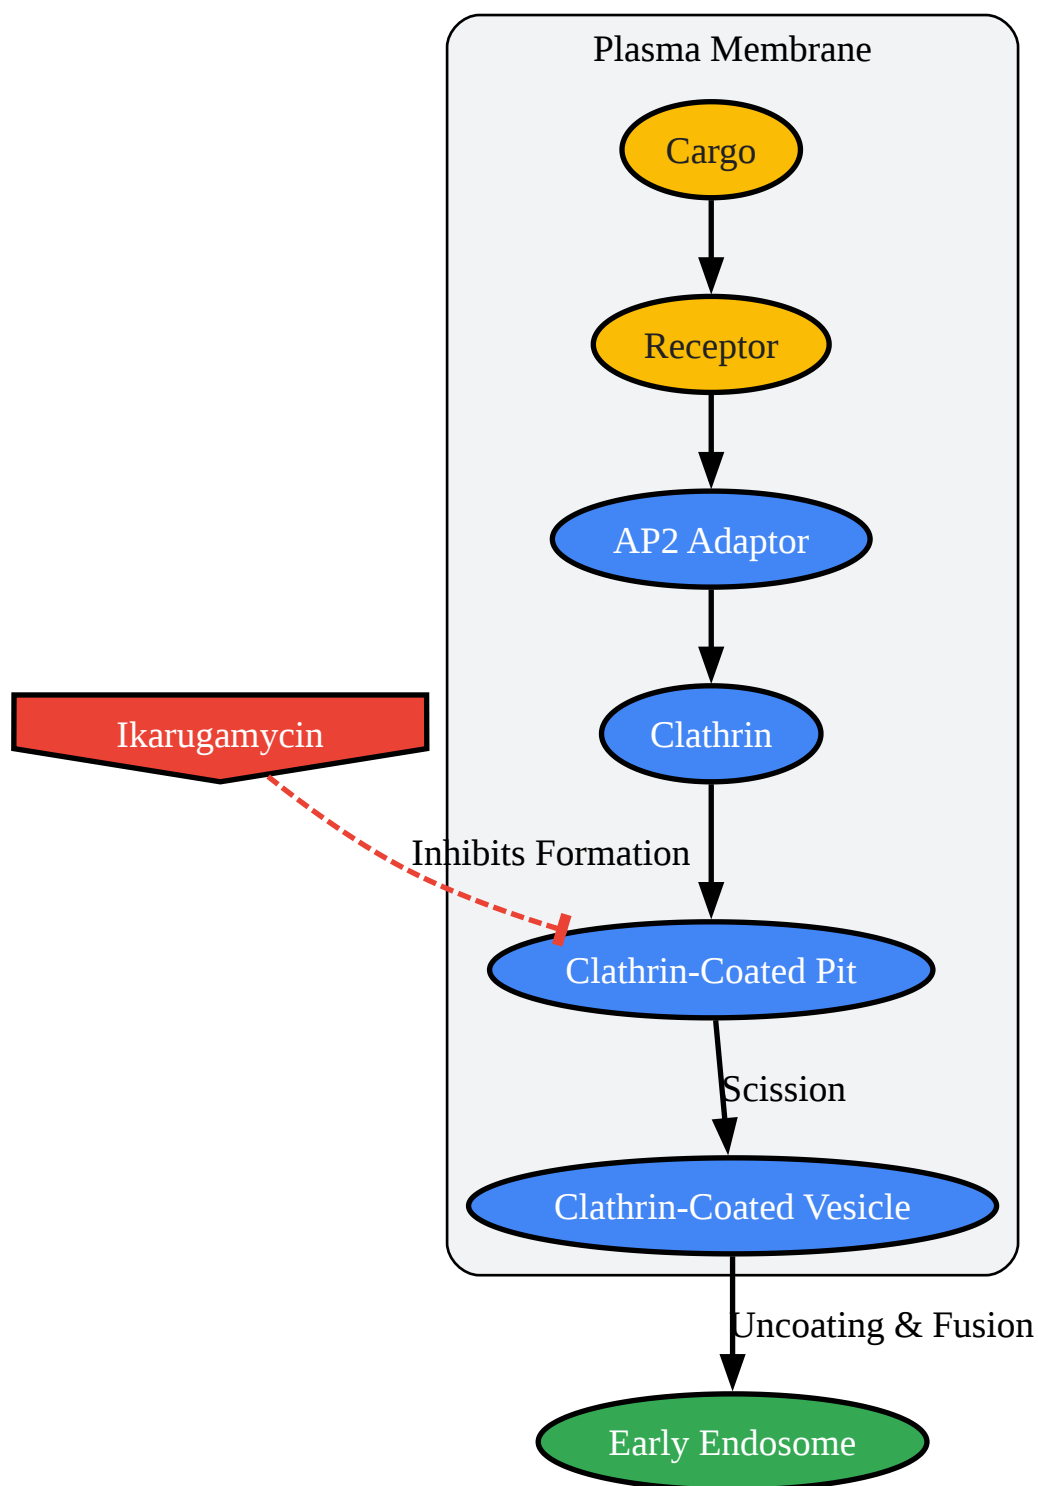 Plasma Membrane
Cargo
Receptor
AP2 Adaptor
Clathrin
Ikarugamycin
Inhibits Formation
Clathrin-Coated Pit
Scission
Clathrin-Coated Vesicle
Uncoating & Fusion
Early Endosome